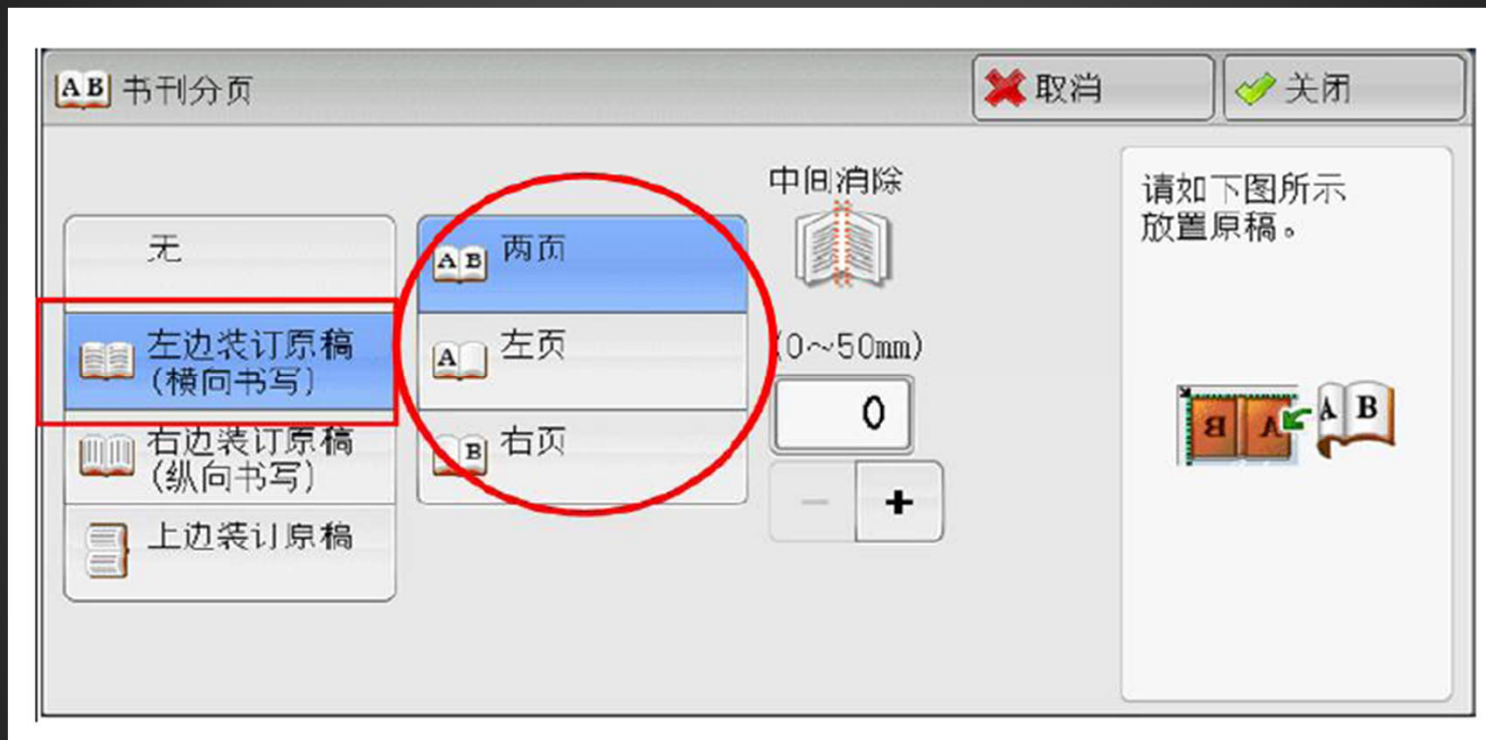 AB 书刊分页
取消
关闭
无
左边装订原稿
(横向书写)
右边装订原稿
(纵向书写)
上边装订原稿
AB 两页
A 左页
B 右页
中间消除
(0~50mm)
0
− +
请如下图所示
放置原稿。
B A A B